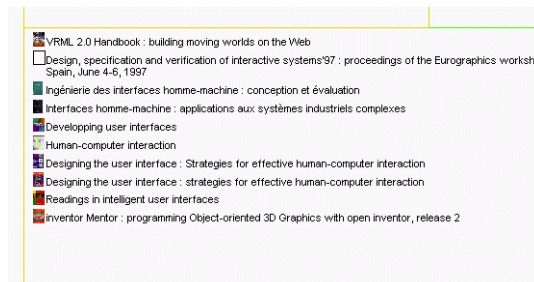 VRML 2.0 Handbook : building moving worlds on the Web
Design, specification and verification of interactive systems'97 : proceedings of the Eurographics worksh
Spain, June 4-6, 1997
Ingénierie des interfaces homme-machine : conception et évaluation
Interfaces homme-machine : applications aux systèmes industriels complexes
Developping user interfaces
Human-computer interaction
Designing the user interface : Strategies for effective human-computer interaction
Designing the user interface : strategies for effective human-computer interaction
Readings in intelligent user interfaces
inventor Mentor : programming Object-oriented 3D Graphics with open inventor, release 2